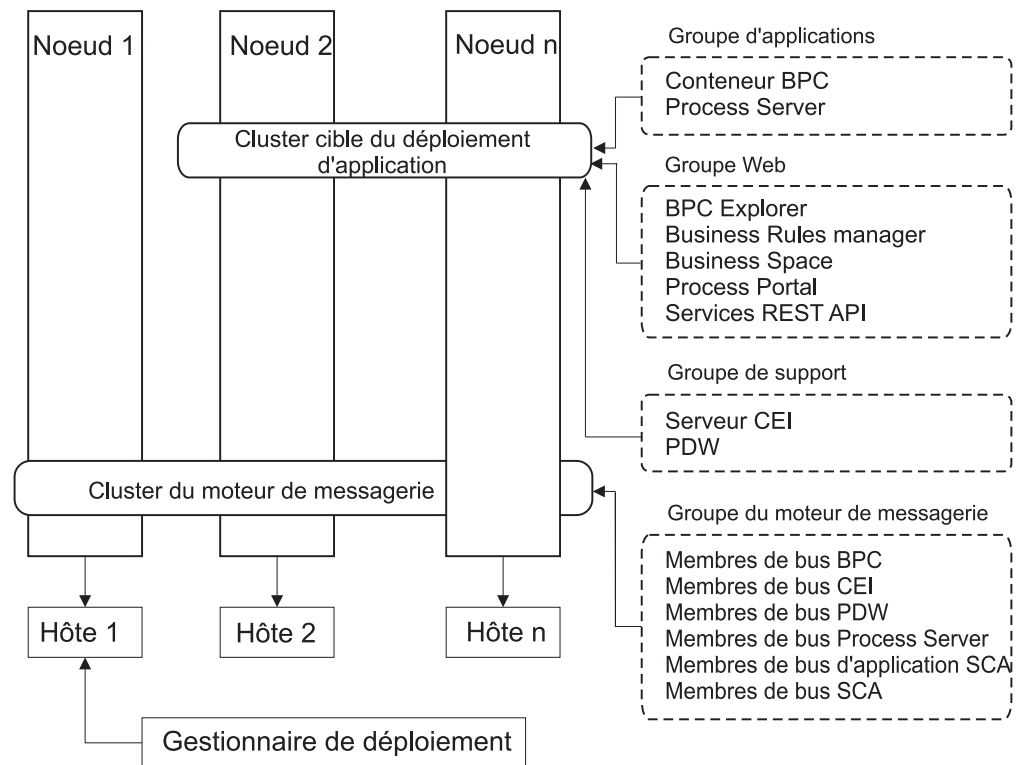 Noeud 1
Noeud 2
Noeud n
Cluster cible du déploiement
d'application
Cluster du moteur de messagerie
Hôte 1
Hôte 2
Hôte n
Gestionnaire de déploiement
Groupe d'applications
Conteneur BPC
Process Server
Groupe Web
BPC Explorer
Business Rules manager
Business Space
Process Portal
Services REST API
Groupe de support
Serveur CEI
PDW
Groupe du moteur de messagerie
Membres de bus BPC
Membres de bus CEI
Membres de bus PDW
Membres de bus Process Server
Membres de bus d'application SCA
Membres de bus SCA